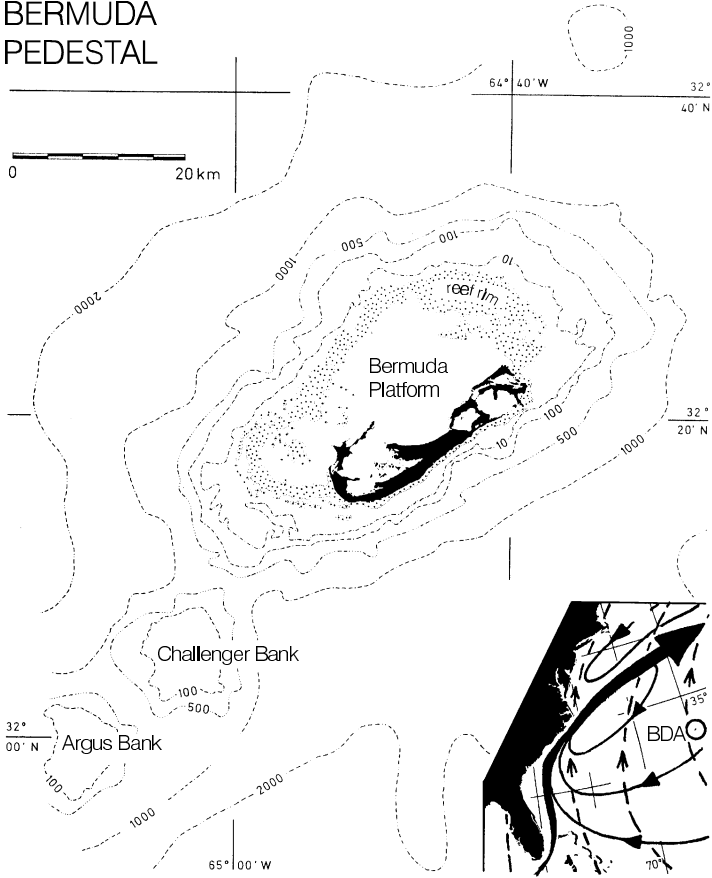 BERMUDA
PEDESTAL
1000
64° 40' W
32°
40' N
0
20 km
100
500
10
1000
reef rim
2000
Bermuda
Platform
100
10
500
1000
32°
20' N
Challenger Bank
100
500
32°
00' N
Argus Bank
100
35°
BDA
2000
1000
65° 00' W
70°